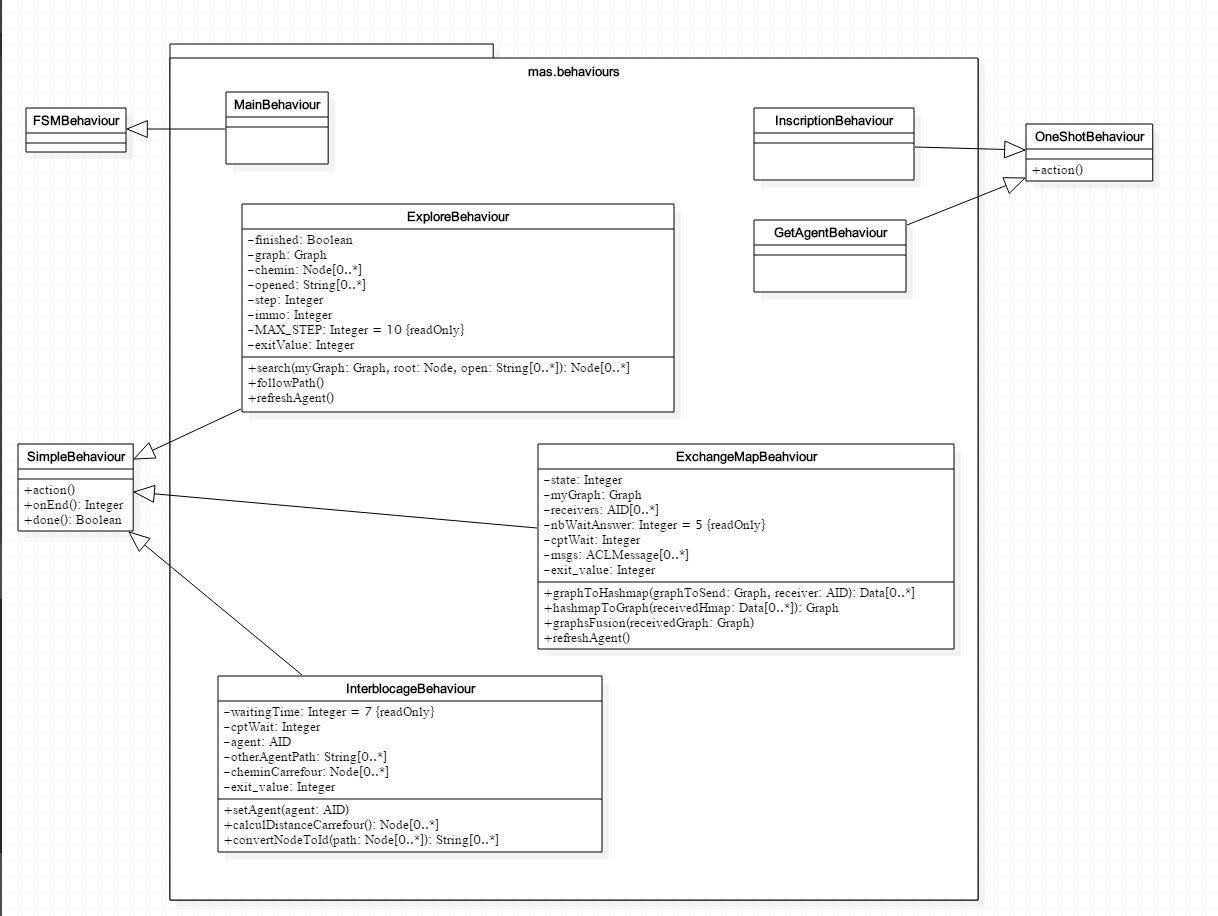 mas.behaviours
FSMBehaviour
MainBehaviour
InscriptionBehaviour
OneShotBehaviour
+action()
GetAgentBehaviour
ExploreBehaviour
-finished: Boolean
-graph: Graph
-chemin: Node[0..*]
-opened: String[0..*]
-step: Integer
-immo: Integer
-MAX_STEP: Integer = 10 {readOnly}
-exitValue: Integer
+search(myGraph: Graph, root: Node, open: String[0..*]): Node[0..*]
+followPath()
+refreshAgent()
SimpleBehaviour
+action()
+onEnd(): Integer
+done(): Boolean
ExchangeMapBeahviour
-state: Integer
-myGraph: Graph
-receivers: AID[0..*]
-nbWaitAnswer: Integer = 5 {readOnly}
-cptWait: Integer
-msgs: ACLMessage[0..*]
-exit_value: Integer
+graphToHashmap(graphToSend: Graph, receiver: AID): Data[0..*]
+hashmapToGraph(receivedHmap: Data[0..*]): Graph
+graphsFusion(receivedGraph: Graph)
+refreshAgent()
InterblocageBehaviour
-waitingTime: Integer = 7 {readOnly}
-cptWait: Integer
-agent: AID
-otherAgentPath: String[0..*]
-cheminCarrefour: Node[0..*]
-exit_value: Integer
+setAgent(agent: AID)
+calculDistanceCarrefour(): Node[0..*]
+convertNodeToId(path: Node[0..*]): String[0..*]